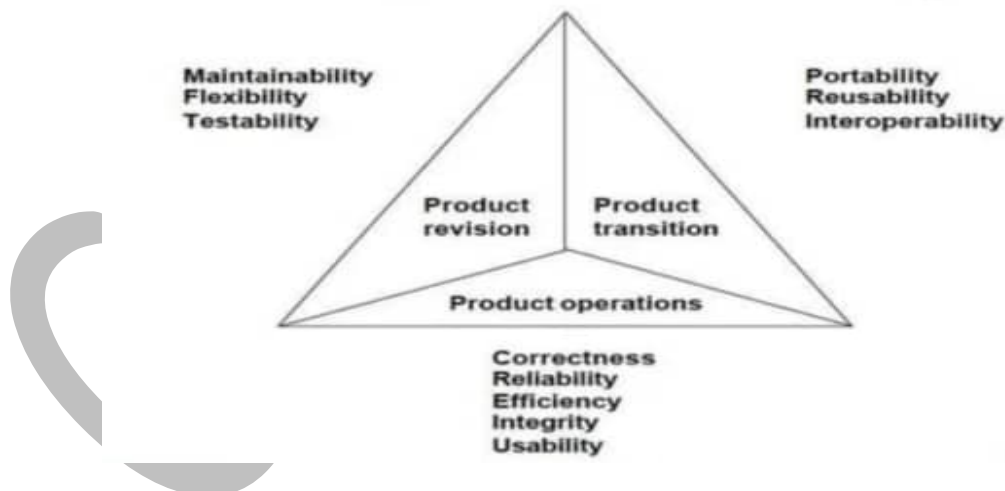 Maintainability
Flexibility
Testability
Portability
Reusability
Interoperability
Product
revision
Product
transition
Product operations
Correctness
Reliability
Efficiency
Integrity
Usability